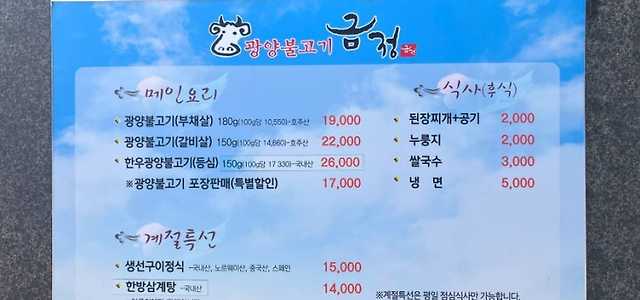 광양불고기 금정
메인요리
광양불고기(부채살) 180g(100g당 10,550)-호주산 19,000
광양불고기(갈비살) 150g(100g당 14,660)-호주산 22,000
한우광양불고기(등심) 150g(100g당 17 330)-국내산 26,000
※광양불고기 포장판매(특별할인) 17,000
식사(후식)
된장찌개+공기 2,000
누룽지 2,000
쌀국수 3,000
냉 면 5,000
계절특선
생선구이정식 -국내산, 노르웨이산, 중국산, 스페인 15,000
한방삼계탕 -국내산 14,000
※계절특선은 평일 점심식사만 가능합니다.